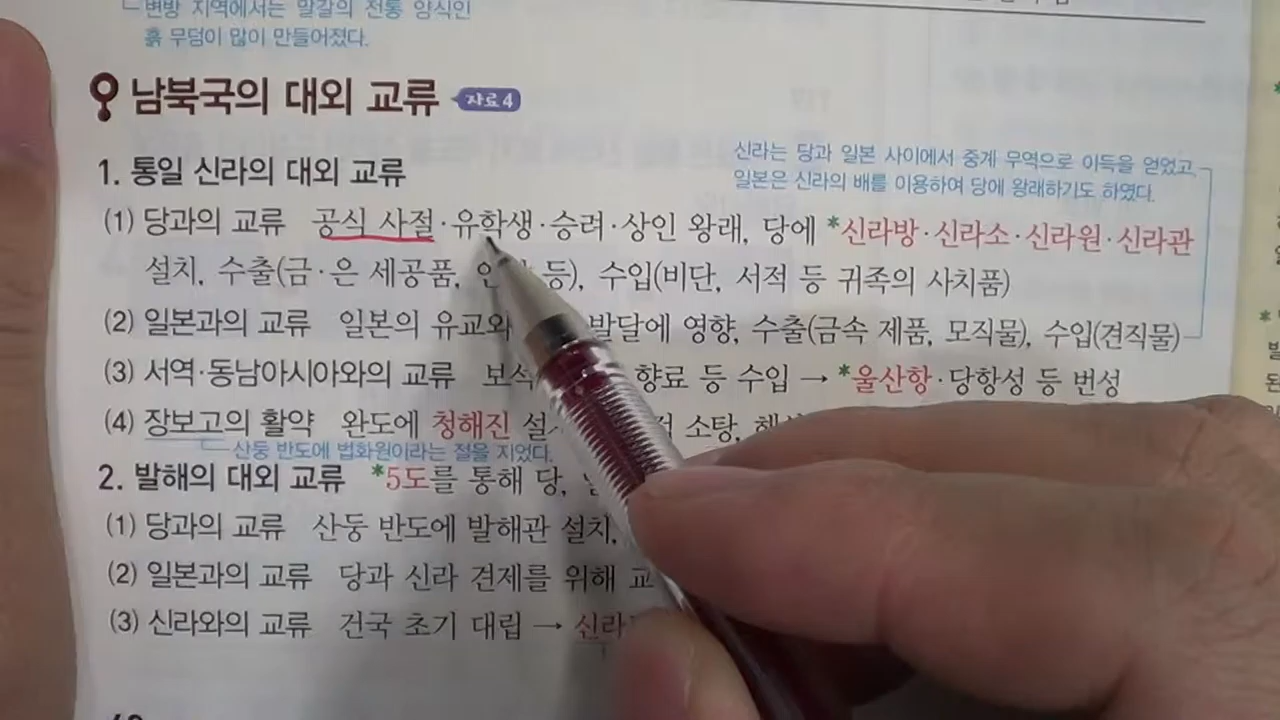 변방 지역에서는 말갈의 전통 양식인
흙 무덤이 많이 만들어졌다.
남북국의 대외 교류 자료4
신라는 당과 일본 사이에서 중계 무역으로 이득을 얻었고,
일본은 신라의 배를 이용하여 당에 왕래하기도 하였다.
1. 통일 신라의 대외 교류
(1) 당과의 교류 공식 사절·유학생·승려·상인 왕래, 당에 *신라방·신라소·신라원·신라관
설치, 수출(금·은 세공품, 등), 수입(비단, 서적 등 귀족의 사치품)
(2) 일본과의 교류 일본의 유교와 발달에 영향, 수출(금속 제품, 모직물), 수입(견직물)
(3) 서역·동남아시아와의 교류 향료 등 수입 → *울산항·당항성 등 번성
(4) 장보고의 활약 완도에 청해진 소탕,
산둥 반도에 법화원이라는 절을 지었다.
2. 발해의 대외 교류 *5도를 통해 당,
(1) 당과의 교류 산둥 반도에 발해관 설치,
(2) 일본과의 교류 당과 신라 견제를 위해
(3) 신라와의 교류 건국 초기 대립 → 신라